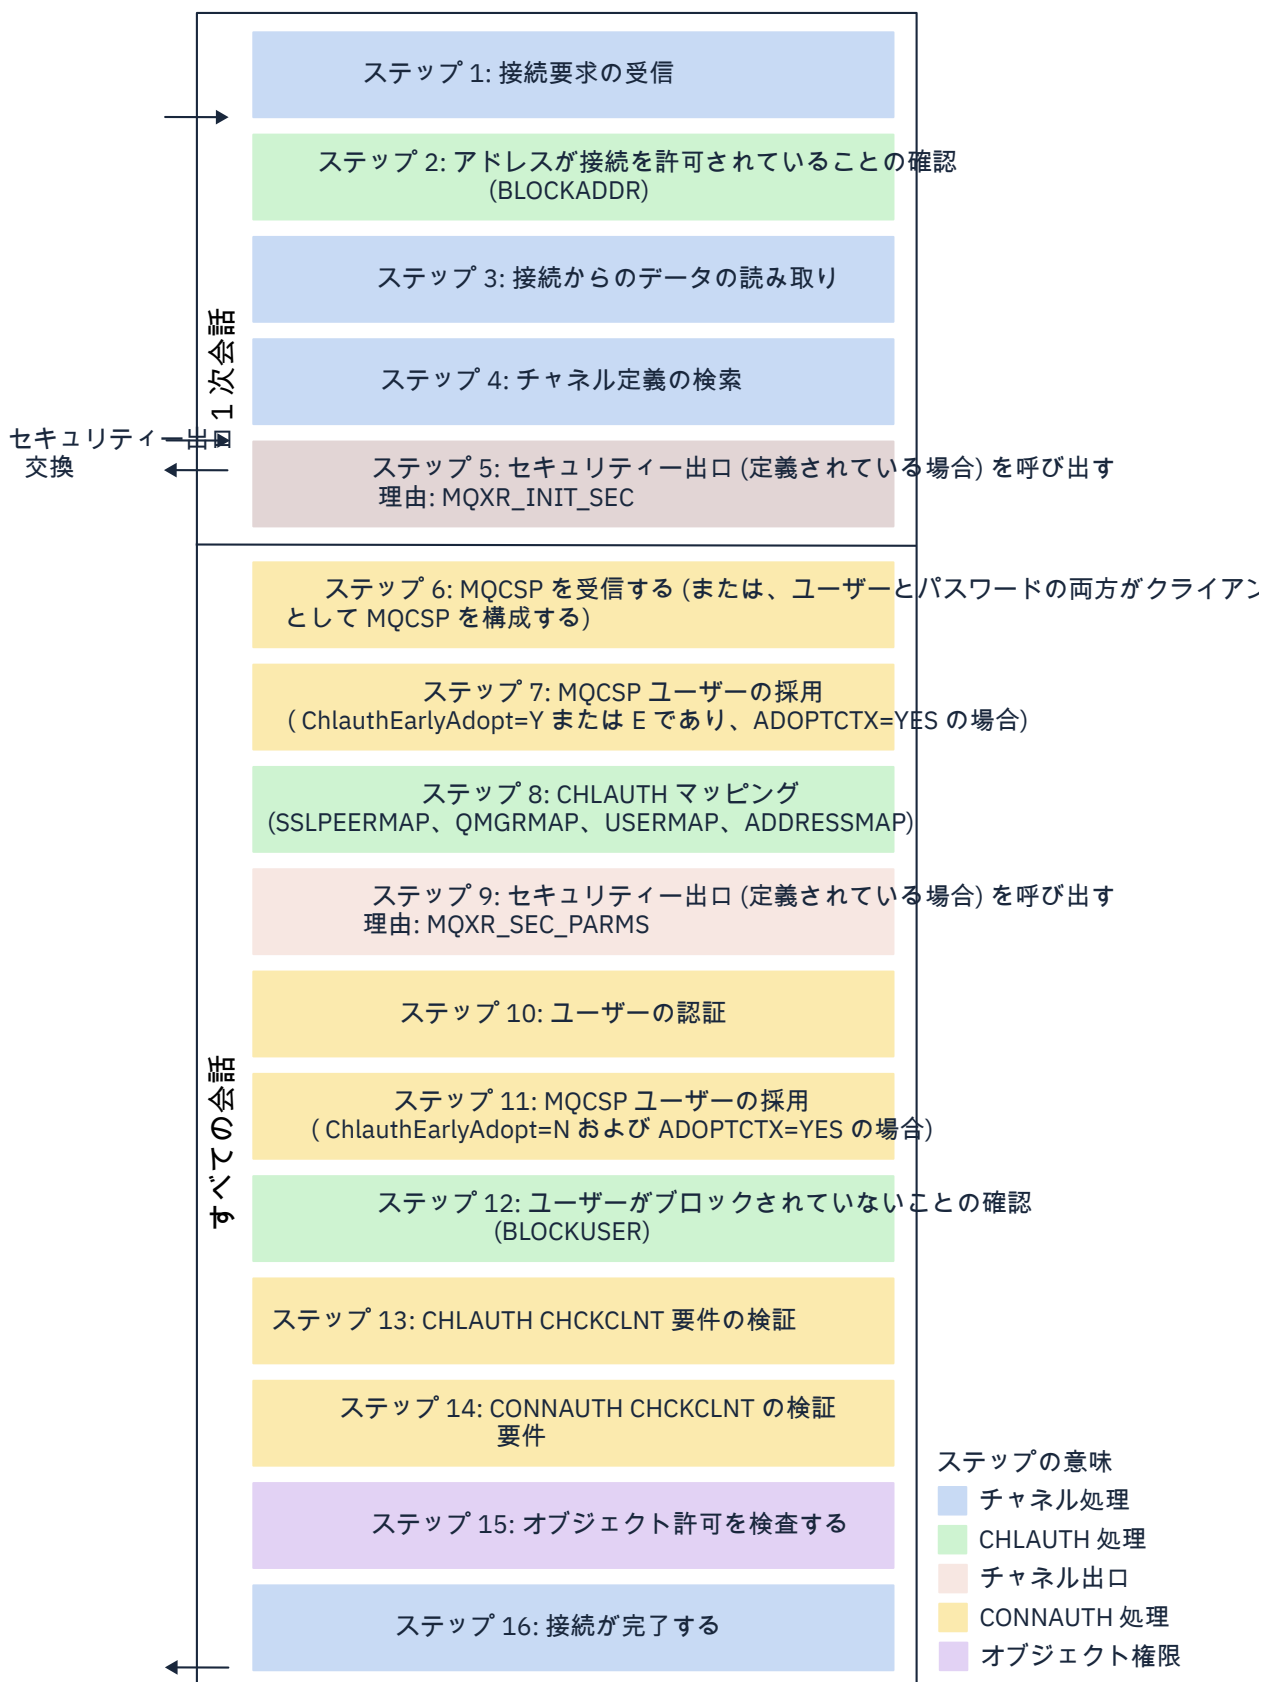 ステップ 1: 接続要求の受信
ステップ 2: アドレスが接続を許可されていることの確認
(BLOCKADDR)
ステップ 3: 接続からのデータの読み取り
ステップ 4: チャネル定義の検索
1 次会話
セキュリティー出口
交換
ステップ 5: セキュリティー出口 (定義されている場合) を呼び出す
理由: MQXR_INIT_SEC
ステップ 6: MQCSP を受信する (または、ユーザーとパスワードの両方がクライアン
として MQCSP を構成する)
ステップ 7: MQCSP ユーザーの採用
( ChlauthEarlyAdopt=Y または E であり、ADOPTCTX=YES の場合)
ステップ 8: CHLAUTH マッピング
(SSLPEERMAP、QMGRMAP、USERMAP、ADDRESSMAP)
ステップ 9: セキュリティー出口 (定義されている場合) を呼び出す
理由: MQXR_SEC_PARMS
ステップ 10: ユーザーの認証
すべての会話
ステップ 11: MQCSP ユーザーの採用
( ChlauthEarlyAdopt=N および ADOPTCTX=YES の場合)
ステップ 12: ユーザーがブロックされていないことの確認
(BLOCKUSER)
ステップ 13: CHLAUTH CHCKCLNT 要件の検証
ステップ 14: CONNAUTH CHCKCLNT の検証
要件
ステップ 15: オブジェクト許可を検査する
ステップ 16: 接続が完了する
ステップの意味
チャネル処理
CHLAUTH 処理
チャネル出口
CONNAUTH 処理
オブジェクト権限